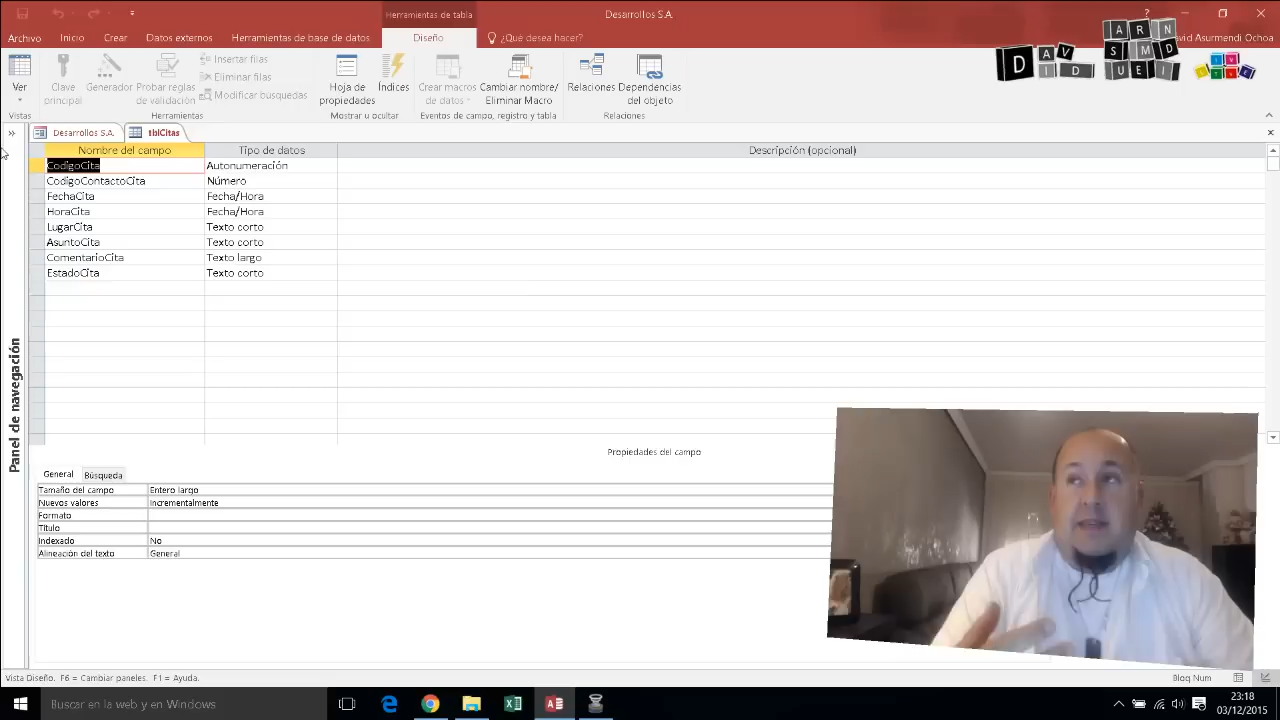 Herramientas de tabla
Desarrollos S.A.
?
Archivo
Inicio
Crear
Datos externos
Herramientas de base de datos
Diseño
¿Qué desea hacer?
David Asurmendi Ochoa
Ver
Vistas
Clave principal
Generador
Probar reglas de validación
Insertar filas
Eliminar filas
Modificar búsquedas
Herramientas
Hoja de propiedades
Índices
Mostrar u ocultar
Crear macros de datos
Cambiar nombre/ Eliminar Macro
Eventos de campo, registro y tabla
Relaciones
Dependencias del objeto
Relaciones
Desarrollos S.A.
tblCitas
Nombre del campo
Tipo de datos
Descripción (opcional)
CodigoCita
Autonumeración
CodigoContactoCita
Número
FechaCita
Fecha/Hora
HoraCita
Fecha/Hora
LugarCita
Texto corto
AsuntoCita
Texto corto
ComentarioCita
Texto largo
EstadoCita
Texto corto
Panel de navegación
Propiedades del campo
General
Búsqueda
Tamaño del campo
Entero largo
Nuevos valores
Incrementalmente
Formato
Título
Indexado
No
Alineación del texto
General
Vista Diseño. F6 = Cambiar paneles. F1 = Ayuda.
Bloq Num
Buscar en la web y en Windows
23:18
03/12/2015